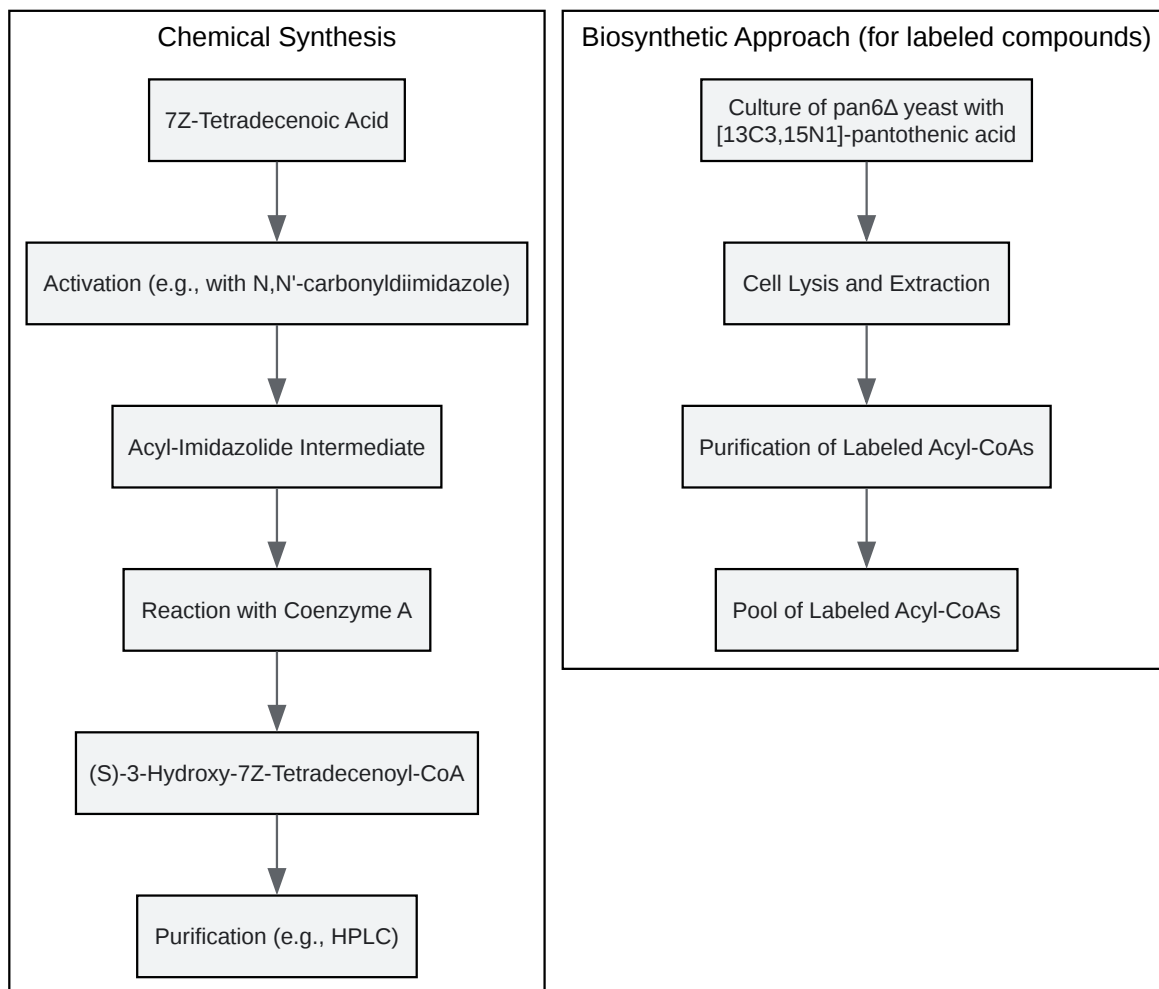 Chemical Synthesis
7Z-Tetradecenoic Acid
Activation (e.g., with N,N'-carbonyldiimidazole)
Acyl-Imidazolide Intermediate
Reaction with Coenzyme A
(S)-3-Hydroxy-7Z-Tetradecenoyl-CoA
Purification (e.g., HPLC)
Biosynthetic Approach (for labeled compounds)
Culture of pan6Δ yeast with
[13C3,15N1]-pantothenic acid
Cell Lysis and Extraction
Purification of Labeled Acyl-CoAs
Pool of Labeled Acyl-CoAs